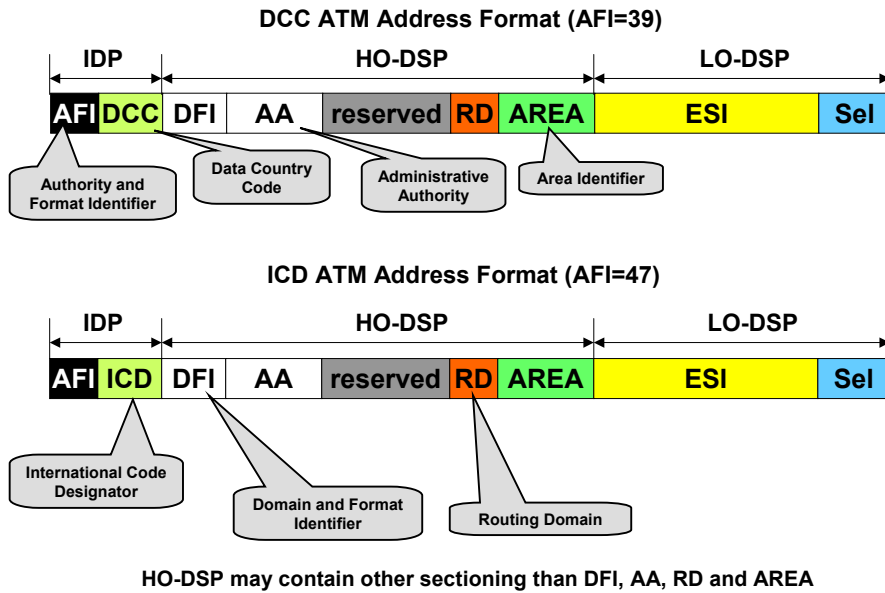 DCC ATM Address Format (AFI=39)
IDP HO-DSP LO-DSP
AFI DCC DFI AA reserved RD AREA ESI Sel
Authority and
Format Identifier
Data Country
Code
Administrative
Authority
Area Identifier
ICD ATM Address Format (AFI=47)
IDP HO-DSP LO-DSP
AFI ICD DFI AA reserved RD AREA ESI Sel
International Code
Designator
Domain and Format
Identifier
Routing Domain
HO-DSP may contain other sectioning than DFI, AA, RD and AREA